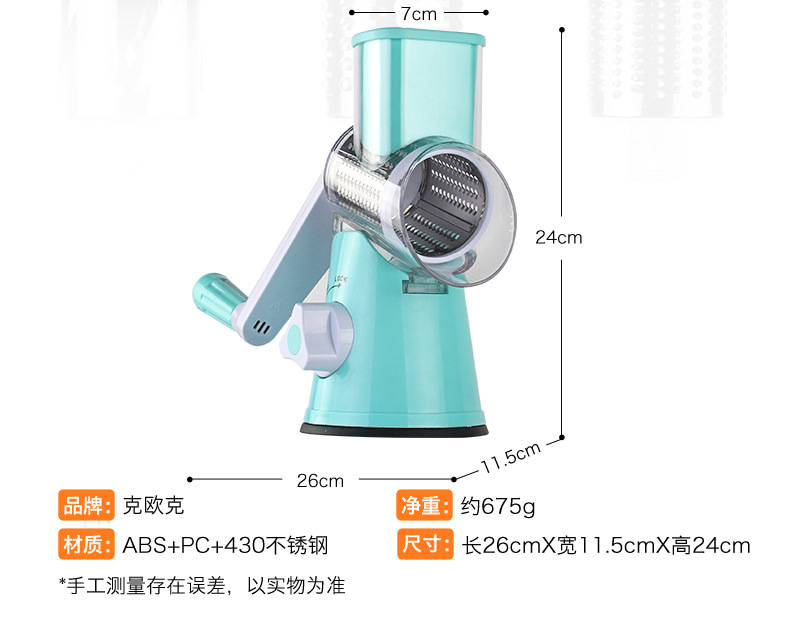 7cm
LOCK
24cm
11.5cm
26cm
品牌：克欧克
净重：约675g
材质：ABS+PC+430不锈钢
尺寸：长26cmX宽11.5cmX高24cm
*手工测量存在误差，以实物为准